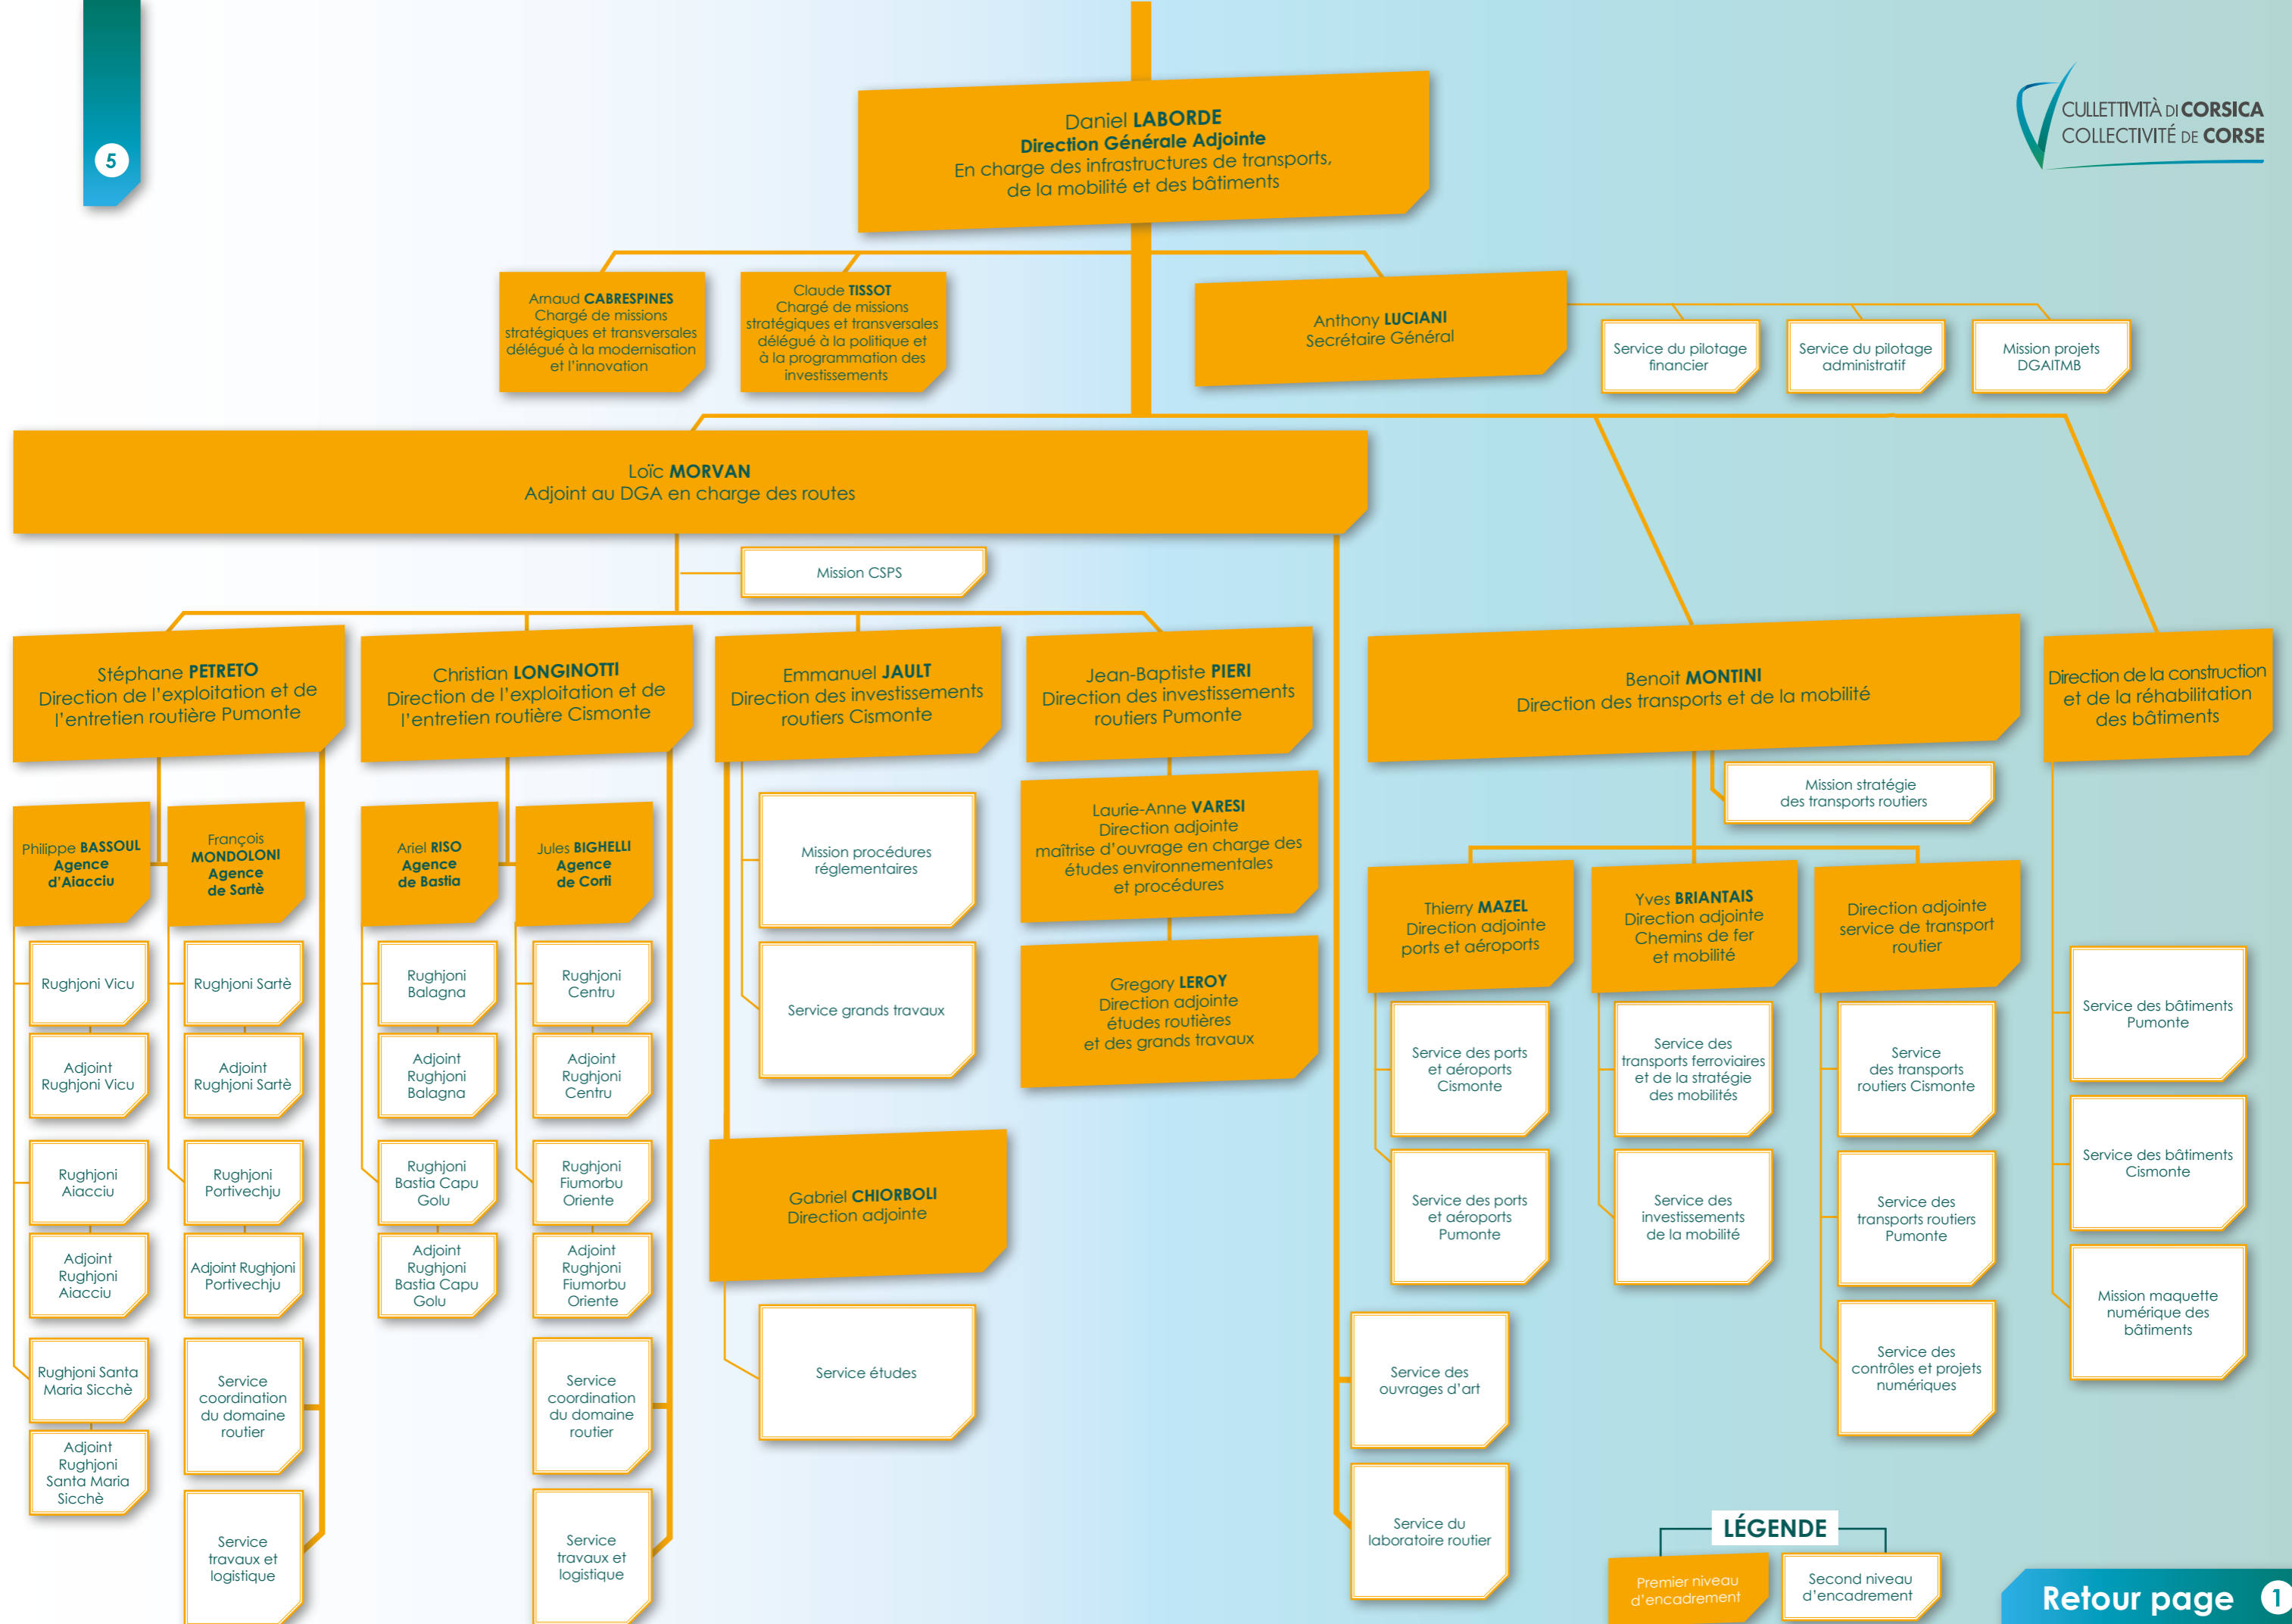 5
CULLETTIVITÀ DI CORSICA
COLLECTIVITÉ DE CORSE
Daniel LABORDE
Direction Générale Adjointe
En charge des infrastructures de transports,
de la mobilité et des bâtiments
Arnaud CABRESPINES
Chargé de missions
stratégiques et transversales
délégué à la modernisation
et l'innovation
Claude TISSOT
Chargé de missions
stratégiques et transversales
délégué à la politique et
à la programmation des
investissements
Anthony LUCIANI
Secrétaire Général
Service du pilotage
financier
Service du pilotage
administratif
Mission projets
DGAITMB
Loïc MORVAN
Adjoint au DGA en charge des routes
Mission CSPS
Stéphane PETRETO
Direction de l'exploitation et de
l'entretien routière Pumonte
Christian LONGINOTTI
Direction de l'exploitation et de
l'entretien routière Cismonte
Emmanuel JAULT
Direction des investissements
routiers Cismonte
Jean-Baptiste PIERI
Direction des investissements
routiers Pumonte
Benoit MONTINI
Direction des transports et de la mobilité
Direction de la construction
et de la réhabilitation
des bâtiments
Mission stratégie
des transports routiers
Philippe BASSOUL
Agence
d'Aiacciu
François
MONDOLONI
Agence
de Sartè
Ariel RISO
Agence
de Bastia
Jules BIGHELLI
Agence
de Corti
Mission procédures
réglementaires
Service grands travaux
Laurie-Anne VARESI
Direction adjointe
maîtrise d'ouvrage en charge des
études environnementales
et procédures
Gregory LEROY
Direction adjointe
études routières
et des grands travaux
Thierry MAZEL
Direction adjointe
ports et aéroports
Yves BRIANTAIS
Direction adjointe
Chemins de fer
et mobilité
Direction adjointe
service de transport
routier
Rughjoni Vicu
Adjoint
Rughjoni Vicu
Rughjoni
Aiacciu
Adjoint
Rughjoni
Aiacciu
Rughjoni Santa
Maria Sicchè
Adjoint
Rughjoni
Santa Maria
Sicchè
Rughjoni Sartè
Adjoint
Rughjoni Sartè
Rughjoni
Portivechju
Adjoint Rughjoni
Portivechju
Service
coordination
du domaine
routier
Service
travaux et
logistique
Rughjoni
Balagna
Adjoint
Rughjoni
Balagna
Rughjoni
Bastia Capu
Golu
Adjoint
Rughjoni
Bastia Capu
Golu
Rughjoni
Centru
Adjoint
Rughjoni
Centru
Rughjoni
Fiumorbu
Oriente
Adjoint
Rughjoni
Fiumorbu
Oriente
Service
coordination
du domaine
routier
Service
travaux et
logistique
Gabriel CHIORBOLI
Direction adjointe
Service études
Service des
ouvrages d'art
Service du
laboratoire routier
Service des ports
et aéroports
Cismonte
Service des ports
et aéroports
Pumonte
Service des
transports ferroviaires
et de la stratégie
des mobilités
Service des
investissements
de la mobilité
Service
des transports
routiers Cismonte
Service des
transports routiers
Pumonte
Service des
contrôles et projets
numériques
Service des bâtiments
Pumonte
Service des bâtiments
Cismonte
Mission maquette
numérique des
bâtiments
LÉGENDE
Premier niveau
d'encadrement
Second niveau
d'encadrement
Retour page 1